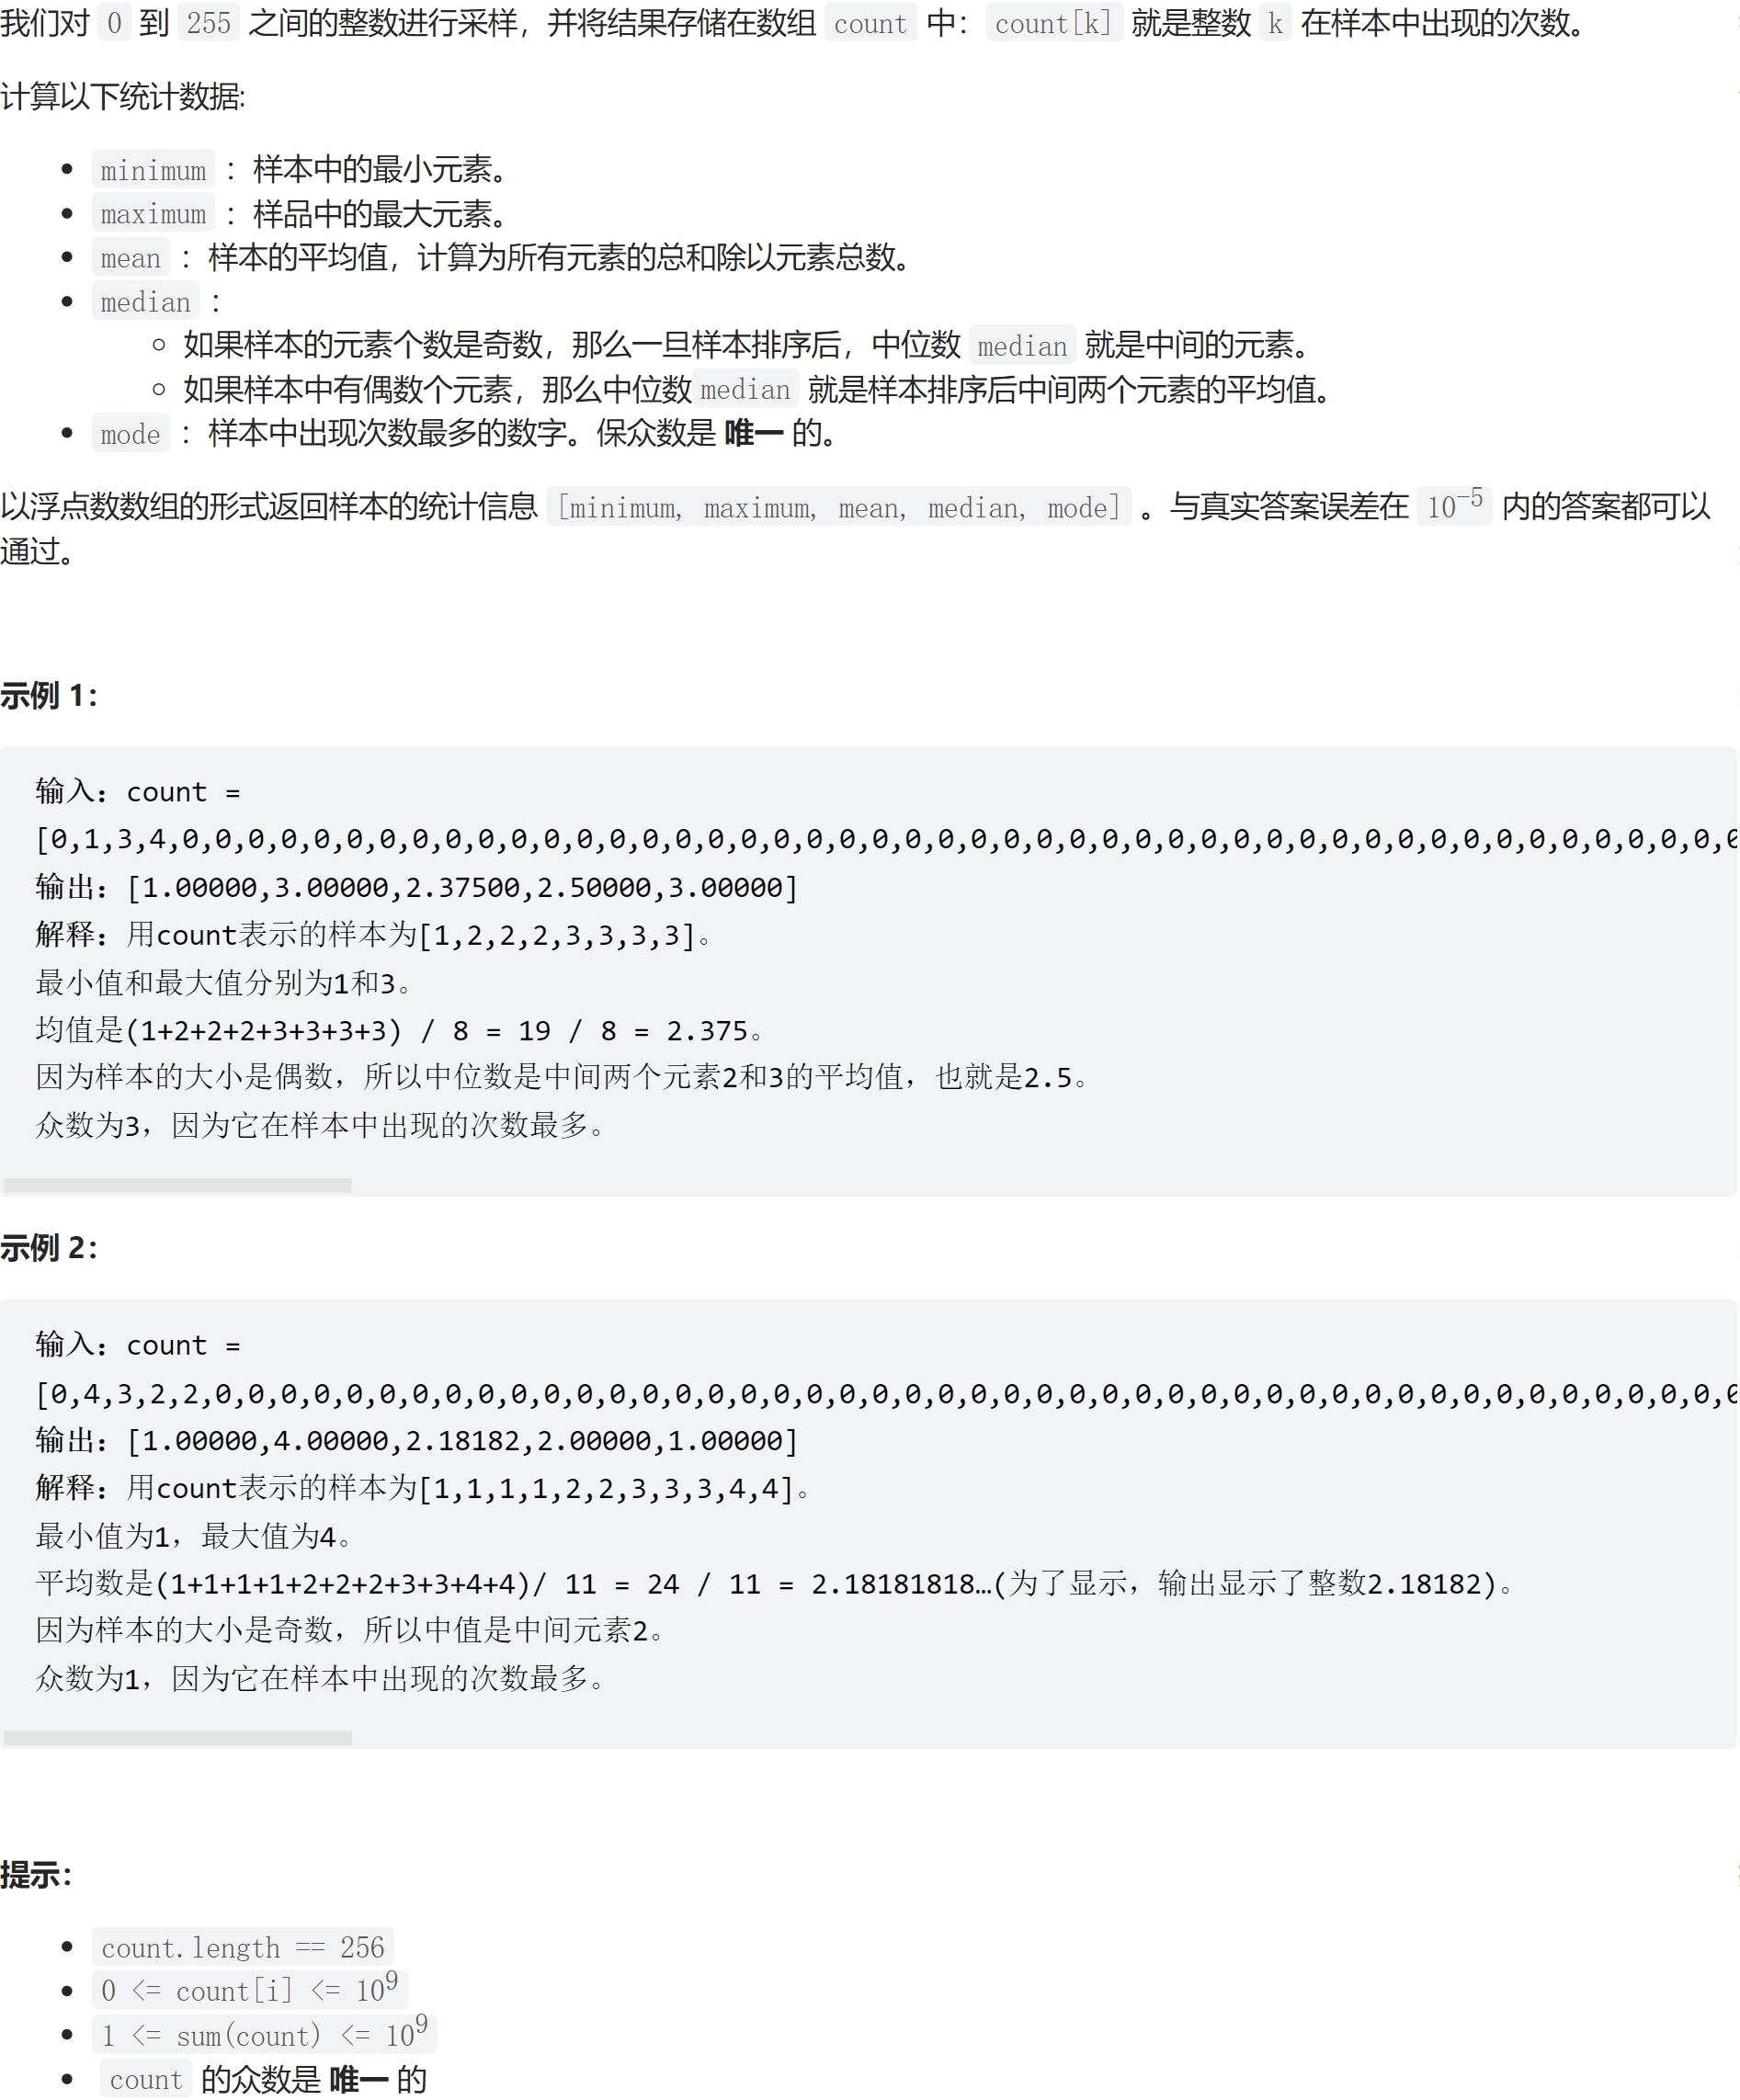 我们对 0 到 255 之间的整数进行采样，并将结果存储在数组 count 中：count[k] 就是整数 k 在样本中出现的次数。
计算以下统计数据:
• minimum ：样本中的最小元素。
• maximum ：样品中的最大元素。
• mean ：样本的平均值，计算为所有元素的总和除以元素总数。
• median ：
○ 如果样本的元素个数是奇数，那么一旦样本排序后，中位数 median 就是中间的元素。
○ 如果样本中有偶数个元素，那么中位数 median 就是样本排序后中间两个元素的平均值。
• mode ：样本中出现次数最多的数字。保众数是 唯一 的。
以浮点数数组的形式返回样本的统计信息 [minimum, maximum, mean, median, mode] 。与真实答案误差在 10⁻⁵ 内的答案都可以
通过。
示例 1：
输入：count =
[0,1,3,4,0,0,0,0,0,0,0,0,0,0,0,0,0,0,0,0,0,0,0,0,0,0,0,0,0,0,0,0,0,0,0,0,0,0,0,0,0,0,0,0,0,0,0,0,0,0,0,0
输出：[1.00000,3.00000,2.37500,2.50000,3.00000]
解释：用count表示的样本为[1,2,2,2,3,3,3,3]。
最小值和最大值分别为1和3。
均值是(1+2+2+2+3+3+3+3) / 8 = 19 / 8 = 2.375。
因为样本的大小是偶数，所以中位数是中间两个元素2和3的平均值，也就是2.5。
众数为3，因为它在样本中出现的次数最多。
示例 2：
输入：count =
[0,4,3,2,2,0,0,0,0,0,0,0,0,0,0,0,0,0,0,0,0,0,0,0,0,0,0,0,0,0,0,0,0,0,0,0,0,0,0,0,0,0,0,0,0,0,0,0,0,0,0,0
输出：[1.00000,4.00000,2.18182,2.00000,1.00000]
解释：用count表示的样本为[1,1,1,1,2,2,3,3,3,4,4]。
最小值为1，最大值为4。
平均数是(1+1+1+1+2+2+2+3+3+4+4)/ 11 = 24 / 11 = 2.18181818…(为了显示，输出显示了整数2.18182)。
因为样本的大小是奇数，所以中值是中间元素2。
众数为1，因为它在样本中出现的次数最多。
提示：
• count.length == 256
• 0 <= count[i] <= 10⁹
• 1 <= sum(count) <= 10⁹
• count 的众数是 唯一 的